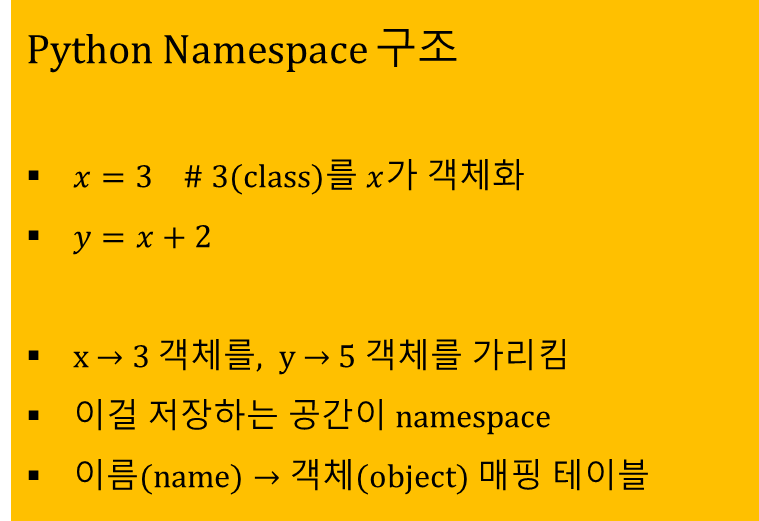 Python Namespace 구조
▪ x = 3 # 3(class)를 x가 객체화
▪ y = x + 2
▪ x → 3 객체를, y → 5 객체를 가리킴
▪ 이걸 저장하는 공간이 namespace
▪ 이름(name) → 객체(object) 매핑 테이블